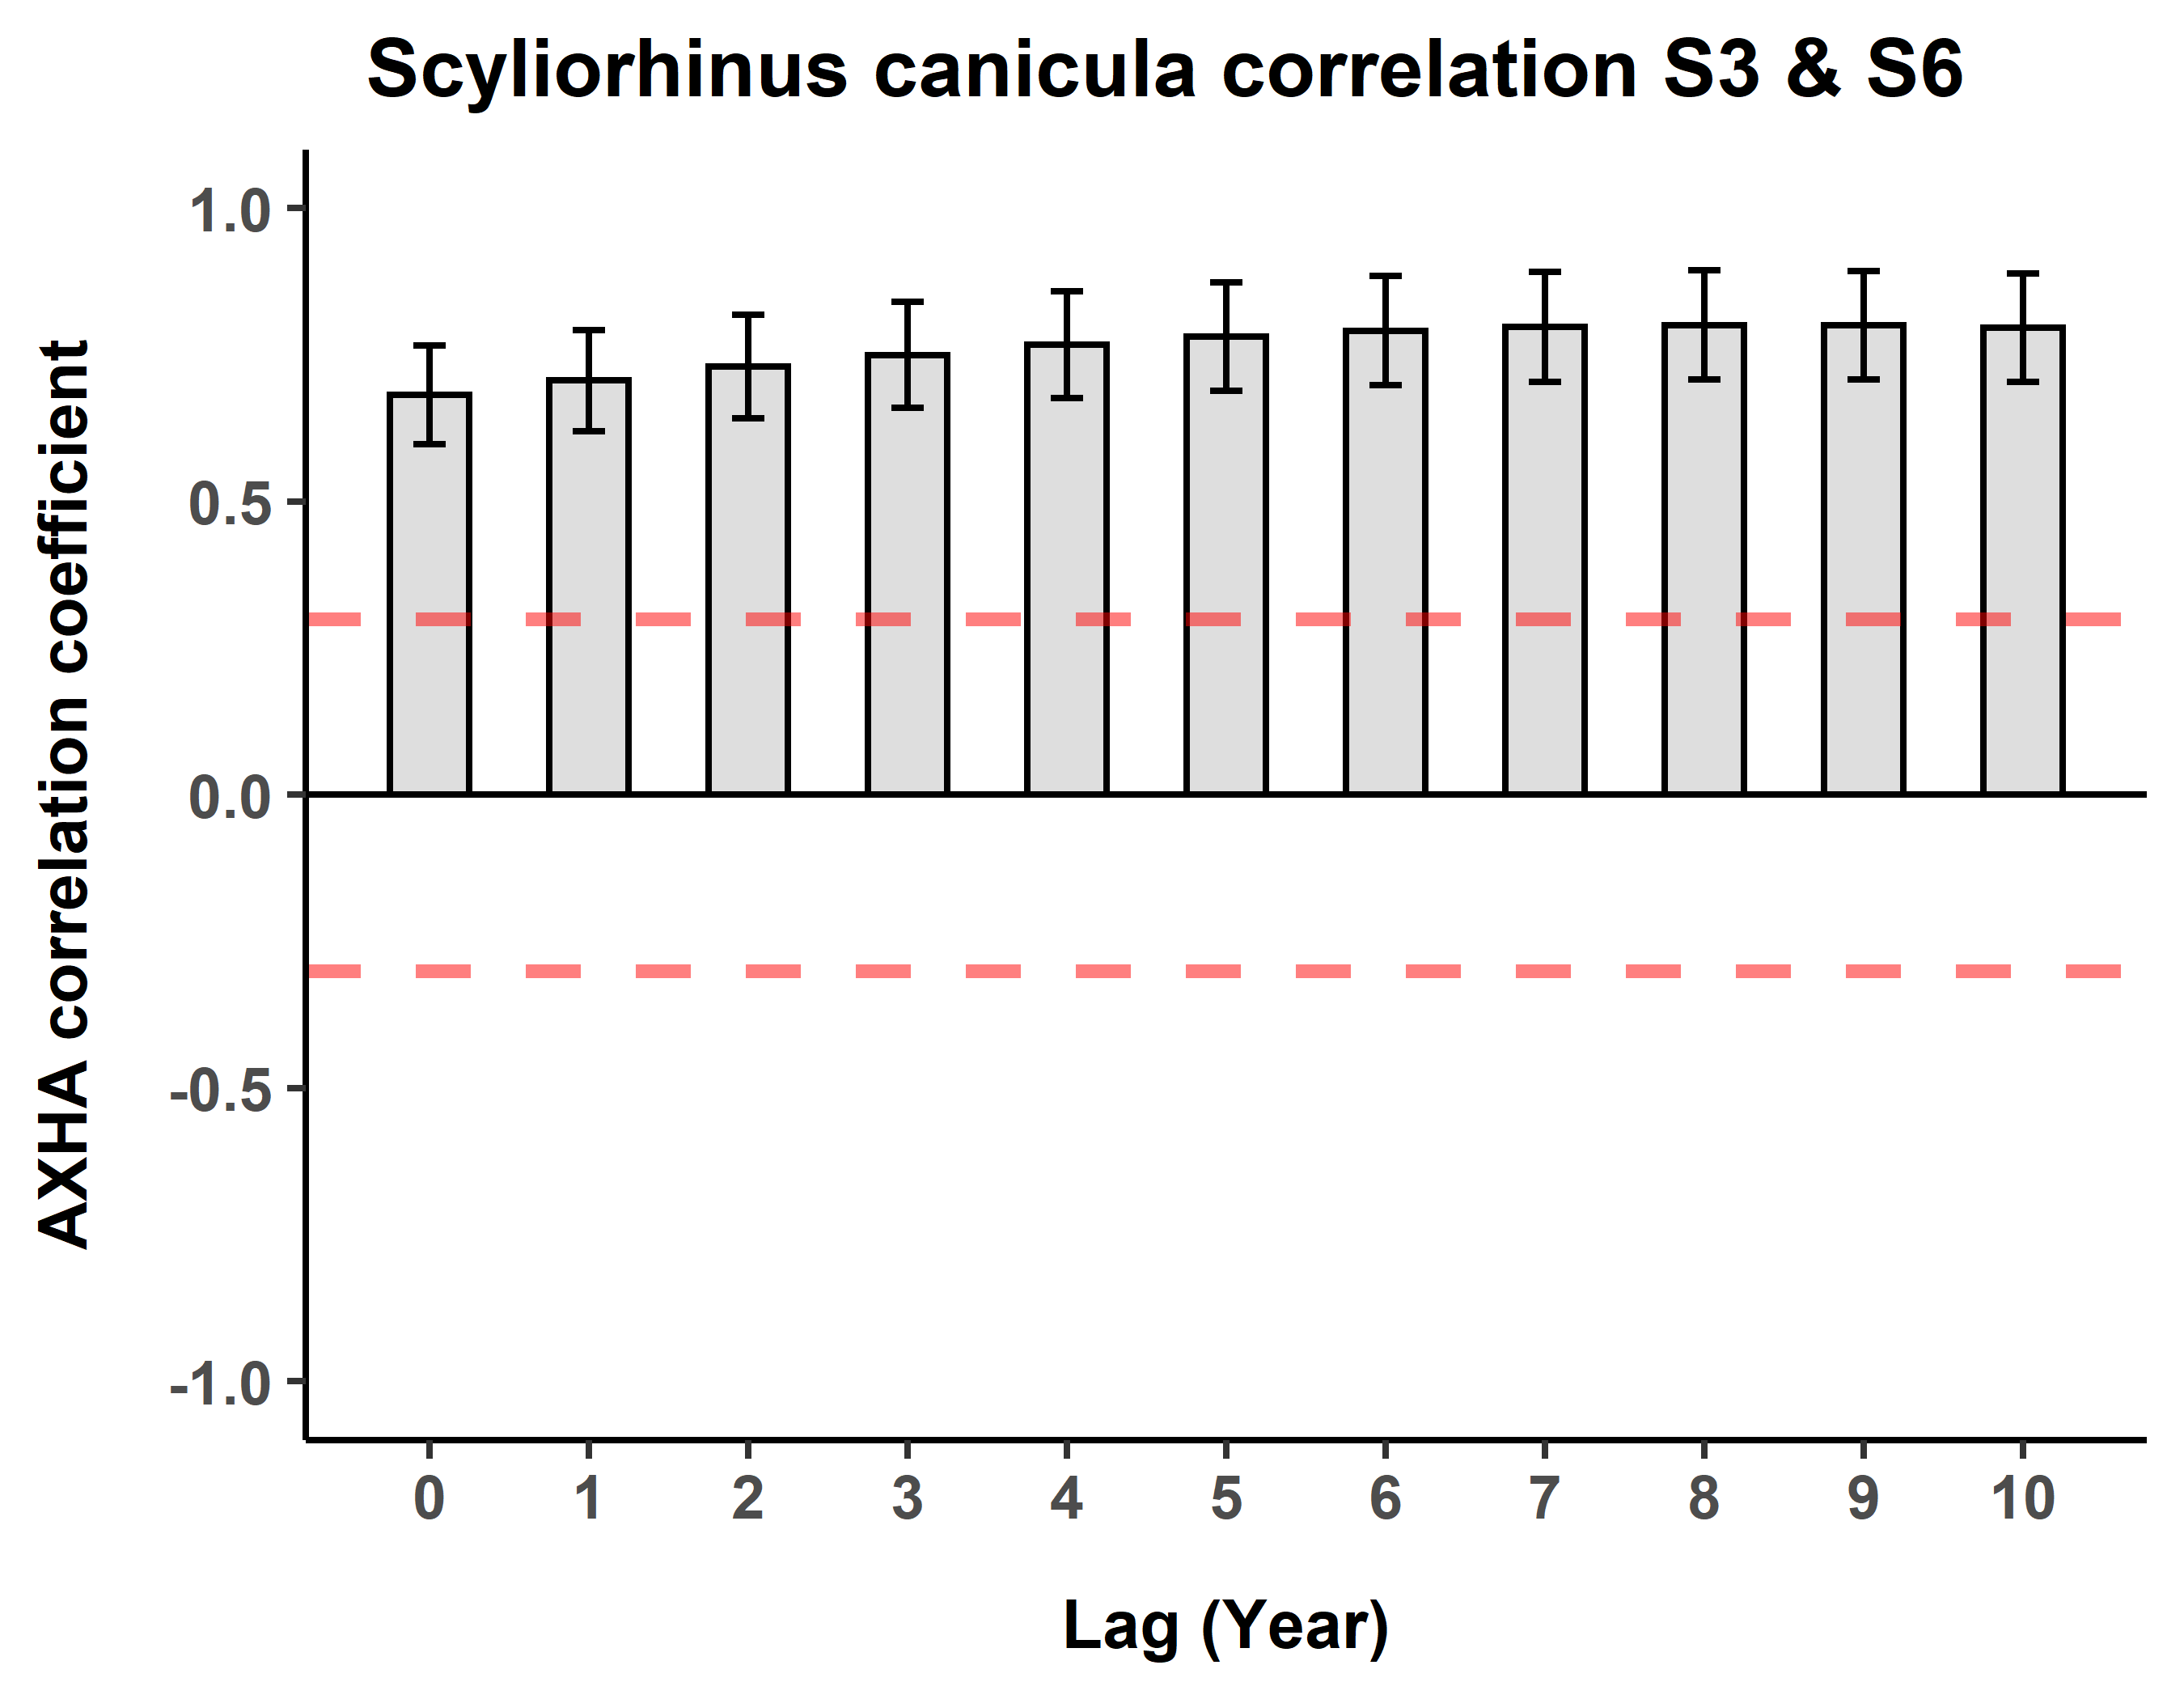 Scyliorhinus canicula correlation S3 & S6
AXHA correlation coefficient
1.0
0.5
0.0
-0.5
-1.0
0 1 2 3 4 5 6 7 8 9 10
Lag (Year)